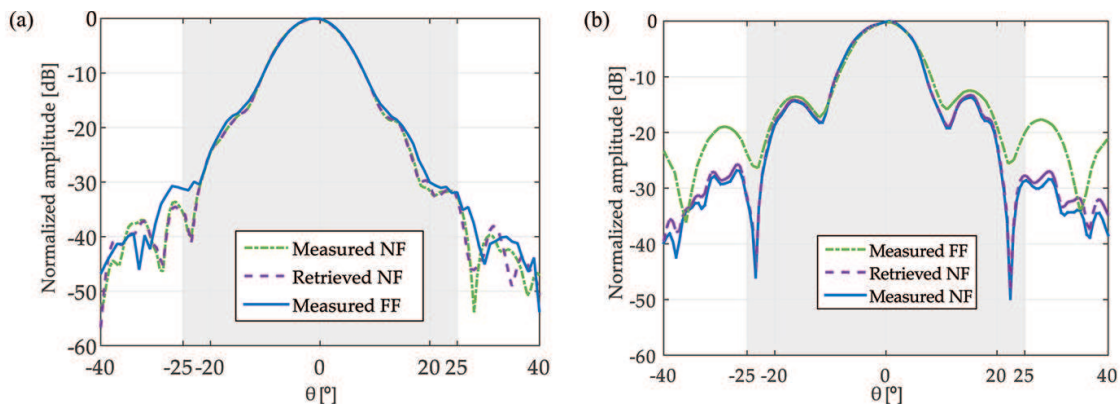 (a)
Normalized amplitude [dB]
0
-10
-20
-30
-40
-50
-60
Measured NF
Retrieved NF
Measured FF
-40 -25 -20 0 20 25 40
θ [º]
(b)
Normalized amplitude [dB]
0
-10
-20
-30
-40
-50
-60
Measured FF
Retrieved NF
Measured NF
-40 -25 -20 0 20 25 40
θ [º]